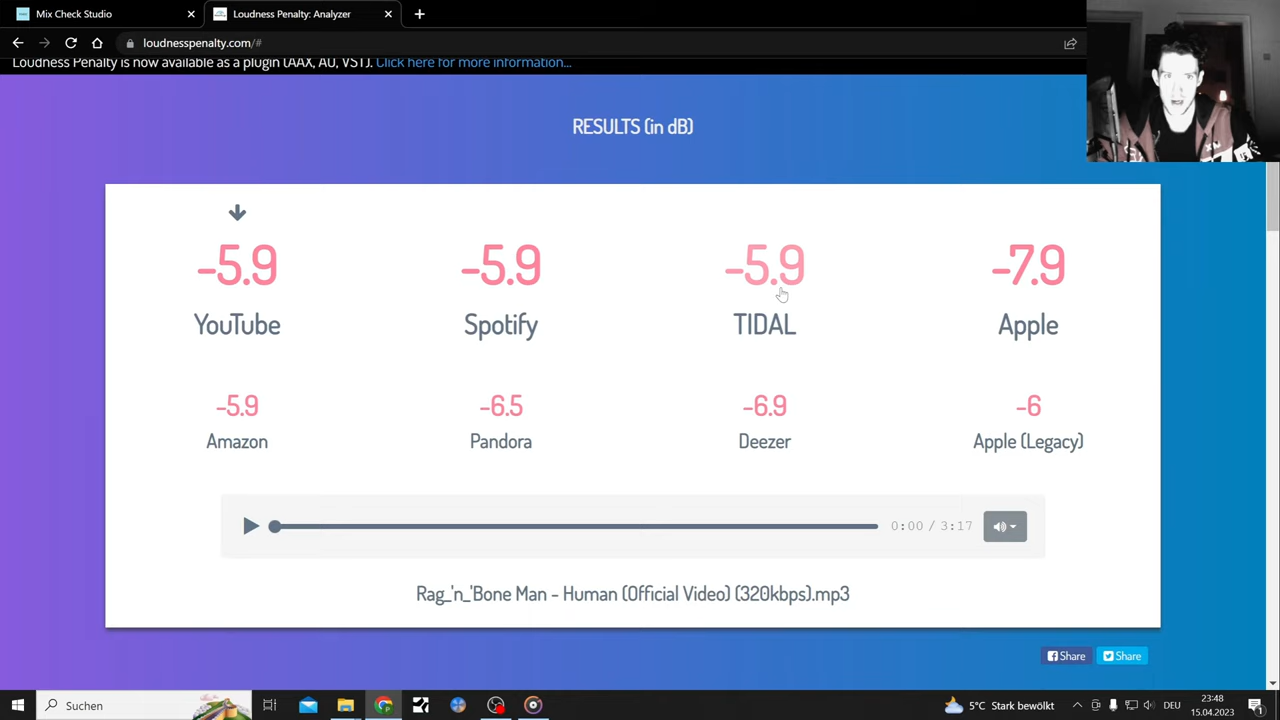 Mix Check Studio
Loudness Penalty: Analyzer
loudnesspenalty.com/#
Loudness Penalty is now available as a plugin (AAX, AU, VST). Click here for more information...
RESULTS (in dB)
-5.9 -5.9 -5.9 -7.9
YouTube Spotify TIDAL Apple
-5.9 -6.5 -6.9 -6
Amazon Pandora Deezer Apple (Legacy)
0:00 / 3:17
Rag_'n_'Bone Man - Human (Official Video) (320kbps).mp3
Share Share
Suchen
5°C Stark bewölkt
DEU
23:48
15.04.2023
1